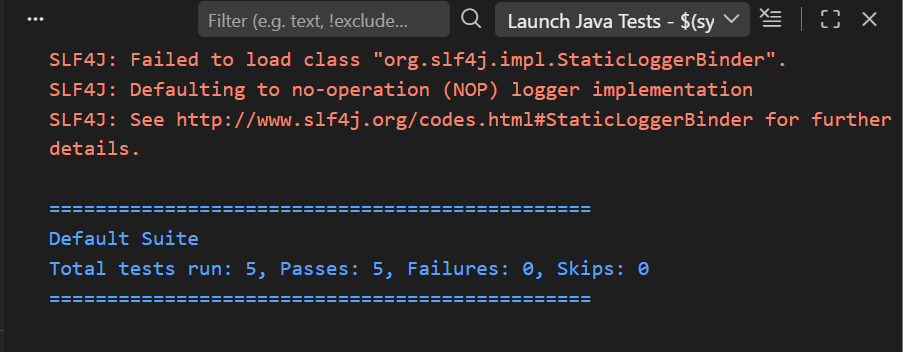 Filter (e.g. text, !exclude...
Launch Java Tests - $(sy
SLF4J: Failed to load class "org.slf4j.impl.StaticLoggerBinder".
SLF4J: Defaulting to no-operation (NOP) logger implementation
SLF4J: See http://www.slf4j.org/codes.html#StaticLoggerBinder for further
details.
===============================================
Default Suite
Total tests run: 5, Passes: 5, Failures: 0, Skips: 0
===============================================